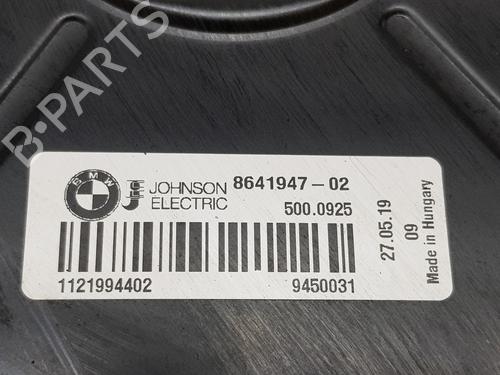 B-PARTS
BMW
JOHNSON ELECTRIC
8641947-02
500.0925
1121994402
9450031
27.05.19
09
Made in Hungary